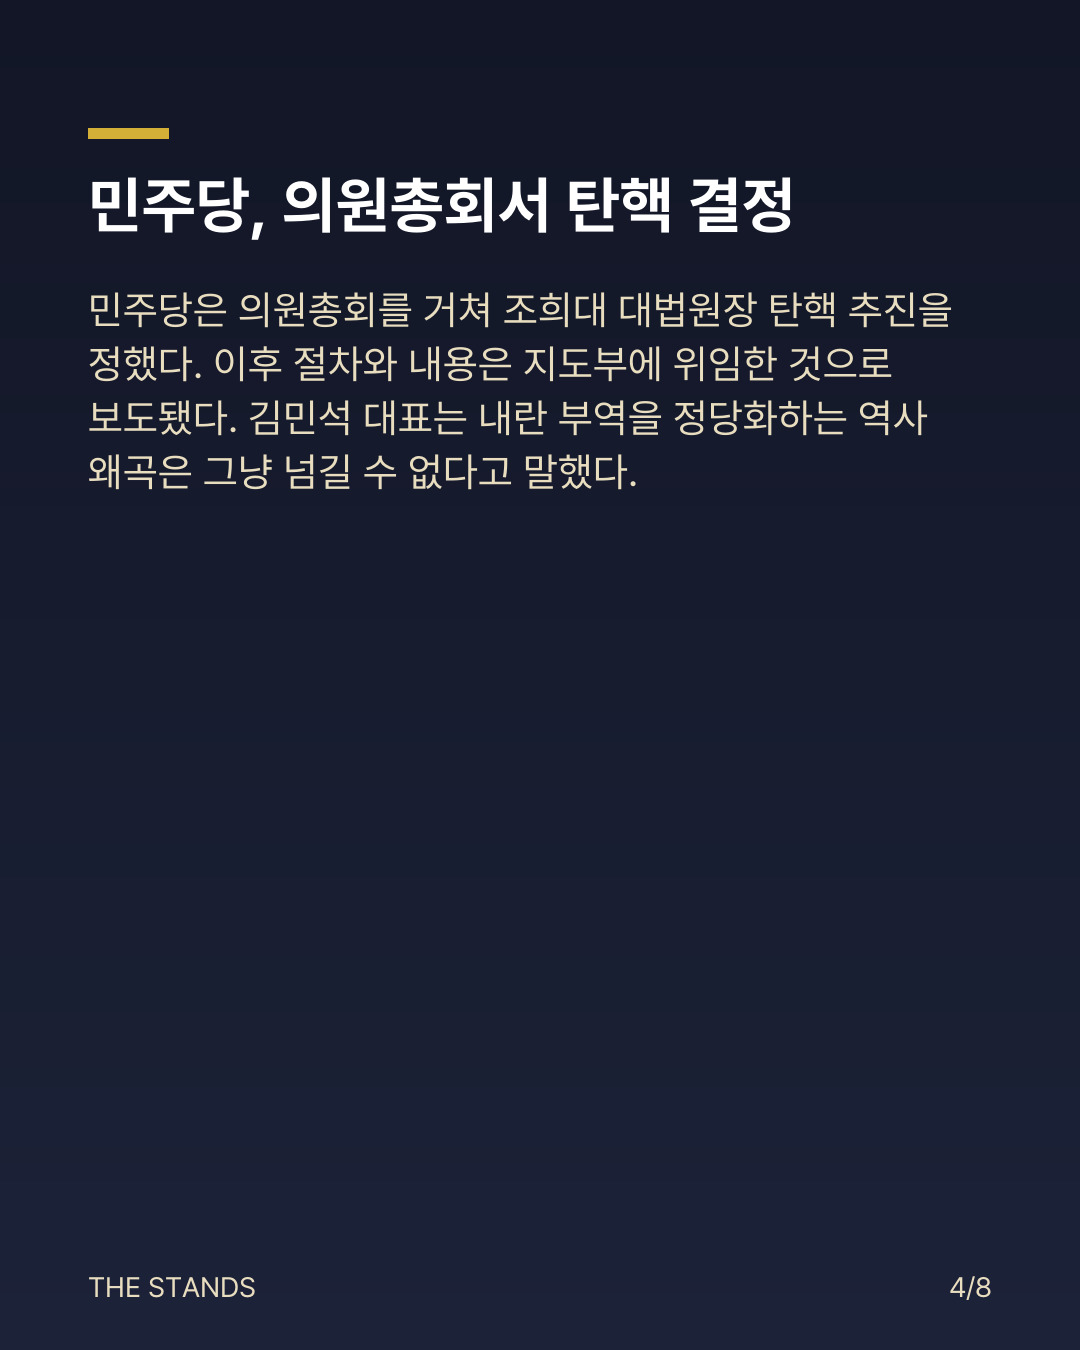 민주당, 의원총회서 탄핵 결정
민주당은 의원총회를 거쳐 조희대 대법원장 탄핵 추진을
정했다. 이후 절차와 내용은 지도부에 위임한 것으로
보도됐다. 김민석 대표는 내란 부역을 정당화하는 역사
왜곡은 그냥 넘길 수 없다고 말했다.
THE STANDS
4/8